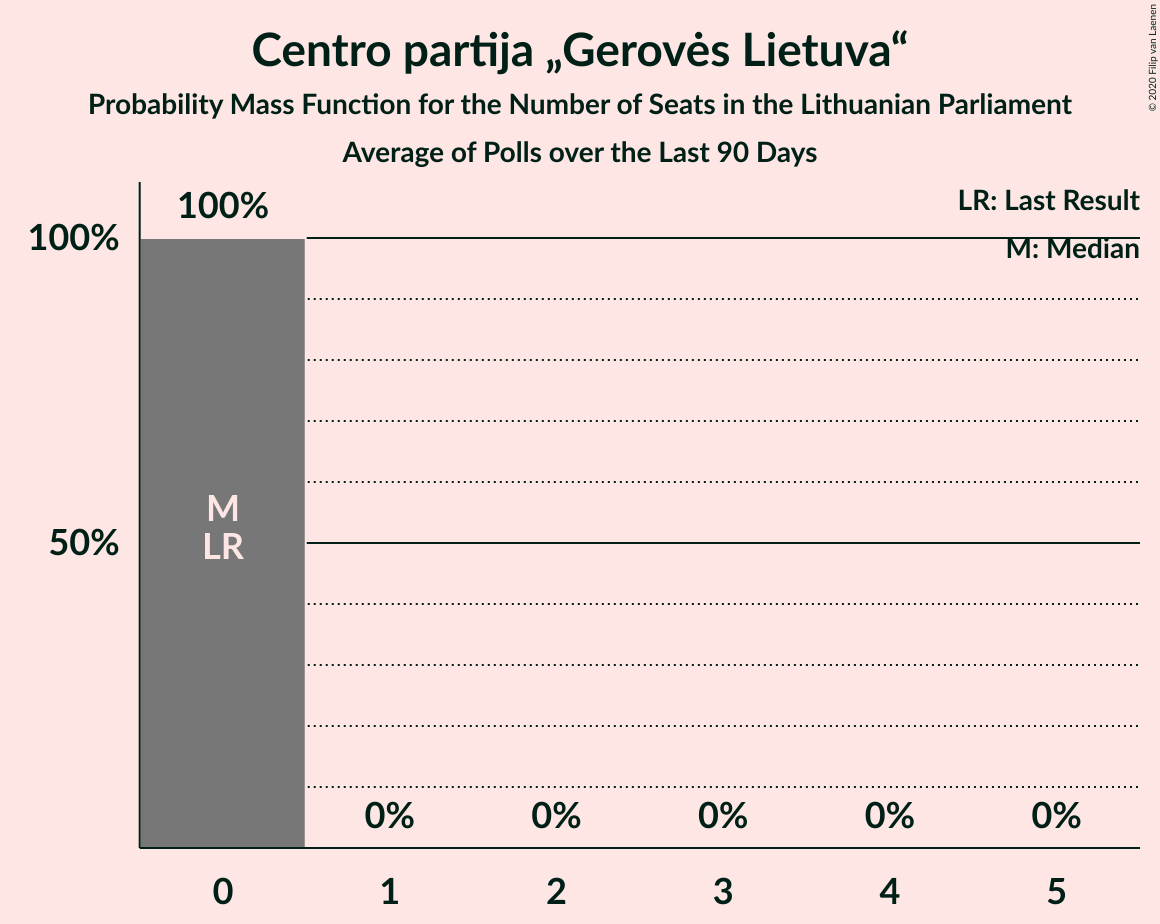 Centro partija „Gerovės Lietuva“
Probability Mass Function for the Number of Seats in the Lithuanian Parliament
Average of Polls over the Last 90 Days
© 2020 Filip van Laenen
LR: Last Result
M: Median
100%
100%
50%
M
LR
0% 0% 0% 0% 0%
0 1 2 3 4 5